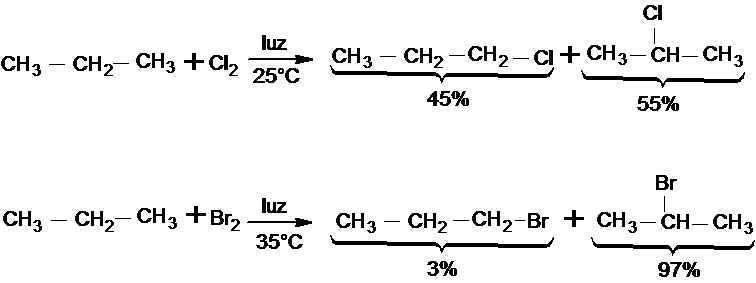 CH3 – CH2 – CH3 + Cl2 luz 25°C CH3 – CH2 – CH2 – Cl + CH3 – CH – CH3
Cl
45% 55%
CH3 – CH2 – CH3 + Br2 luz 35°C CH3 – CH2 – CH2 – Br + CH3 – CH – CH3
Br
3% 97%